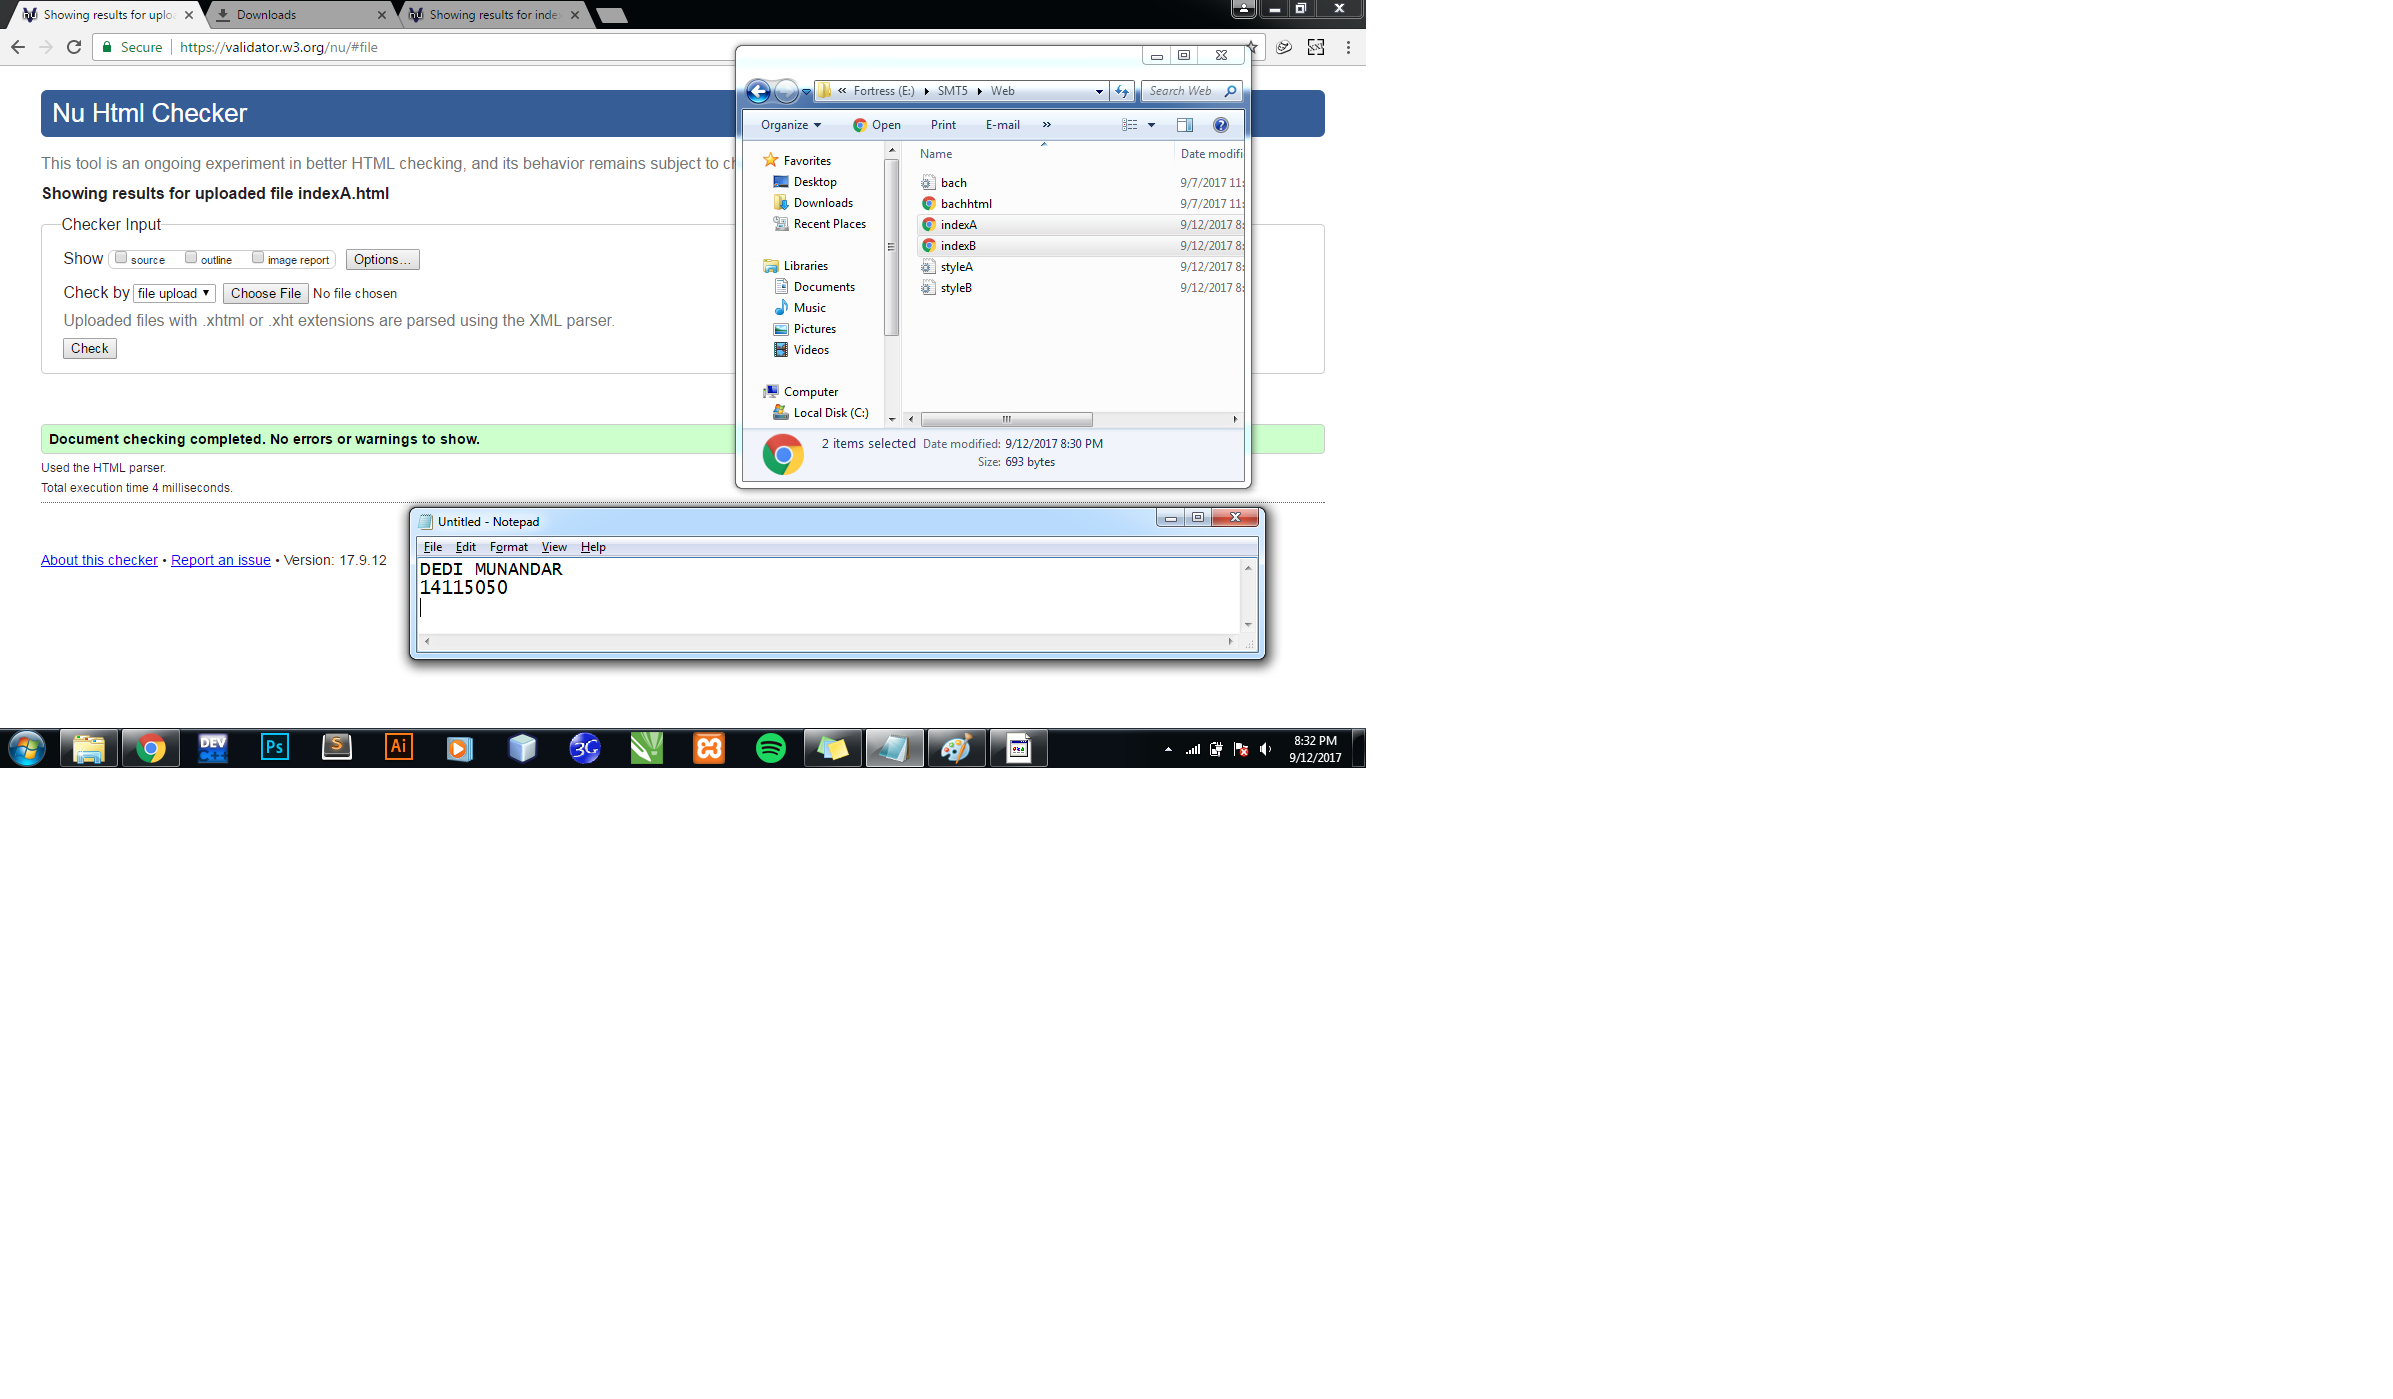 Showing results for uplo
Downloads
Showing results for inde
Secure
https://validator.w3.org/nu/#file
Nu Html Checker
This tool is an ongoing experiment in better HTML checking, and its behavior remains subject to ch
Showing results for uploaded file indexA.html
Checker Input
Show source outline image report Options...
Check by file upload Choose File No file chosen
Uploaded files with .xhtml or .xht extensions are parsed using the XML parser.
Check
Document checking completed. No errors or warnings to show.
Used the HTML parser.
Total execution time 4 milliseconds.
About this checker • Report an issue • Version: 17.9.12
« Fortress (E:) SMT5 Web
Search Web
Organize Open Print E-mail »
Favorites
Desktop
Downloads
Recent Places
Libraries
Documents
Music
Pictures
Videos
Computer
Local Disk (C:)
Name Date modifi
bach 9/7/2017 11:
bachhtml 9/7/2017 11:
indexA 9/12/2017 8:
indexB 9/12/2017 8:
styleA 9/12/2017 8:
styleB 9/12/2017 8:
2 items selected Date modified: 9/12/2017 8:30 PM
Size: 693 bytes
Untitled - Notepad
File Edit Format View Help
DEDI MUNANDAR
14115050
DEV C++
Ps
S
Ai
3G
8:32 PM
9/12/2017